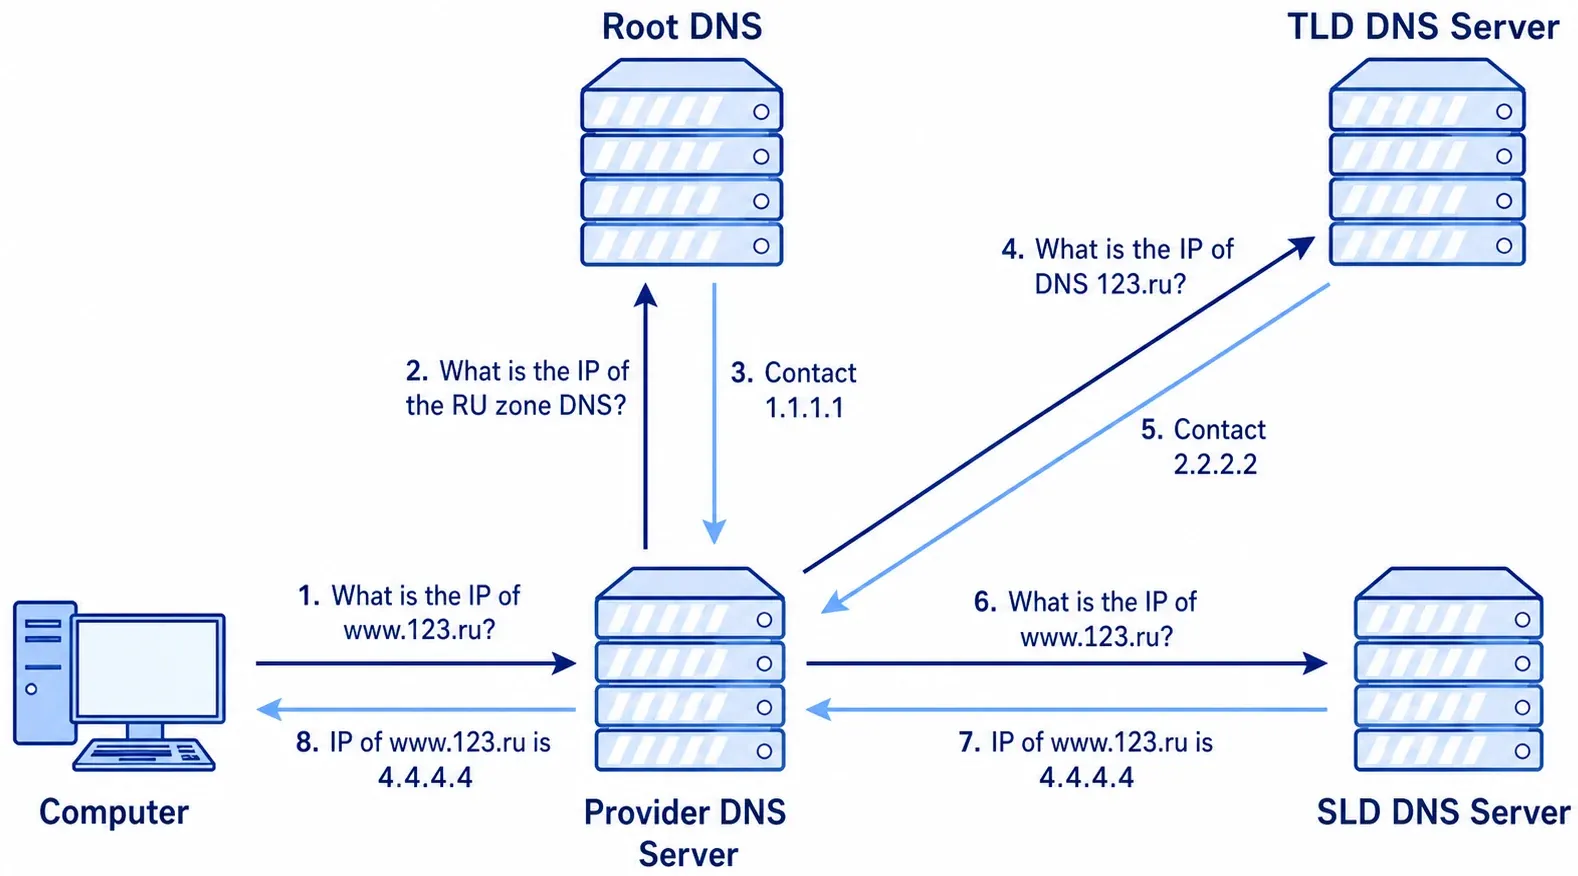 Root DNS
TLD DNS Server
4. What is the IP of
DNS 123.ru?
2. What is the IP of
the RU zone DNS?
3. Contact
1.1.1.1
5. Contact
2.2.2.2
1. What is the IP of
www.123.ru?
6. What is the IP of
www.123.ru?
8. IP of www.123.ru is
4.4.4.4
7. IP of www.123.ru is
4.4.4.4
Computer
Provider DNS
Server
SLD DNS Server